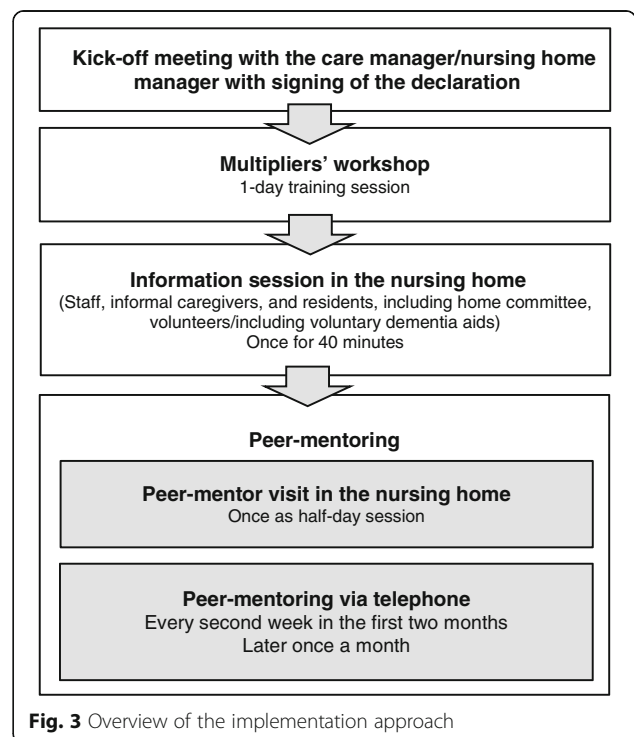 Kick-off meeting with the care manager/nursing home
manager with signing of the declaration
Multipliers’ workshop
1-day training session
Information session in the nursing home
(Staff, informal caregivers, and residents, including home committee,
volunteers/including voluntary dementia aids)
Once for 40 minutes
Peer-mentoring
Peer-mentor visit in the nursing home
Once as half-day session
Peer-mentoring via telephone
Every second week in the first two months
Later once a month
Fig. 3 Overview of the implementation approach